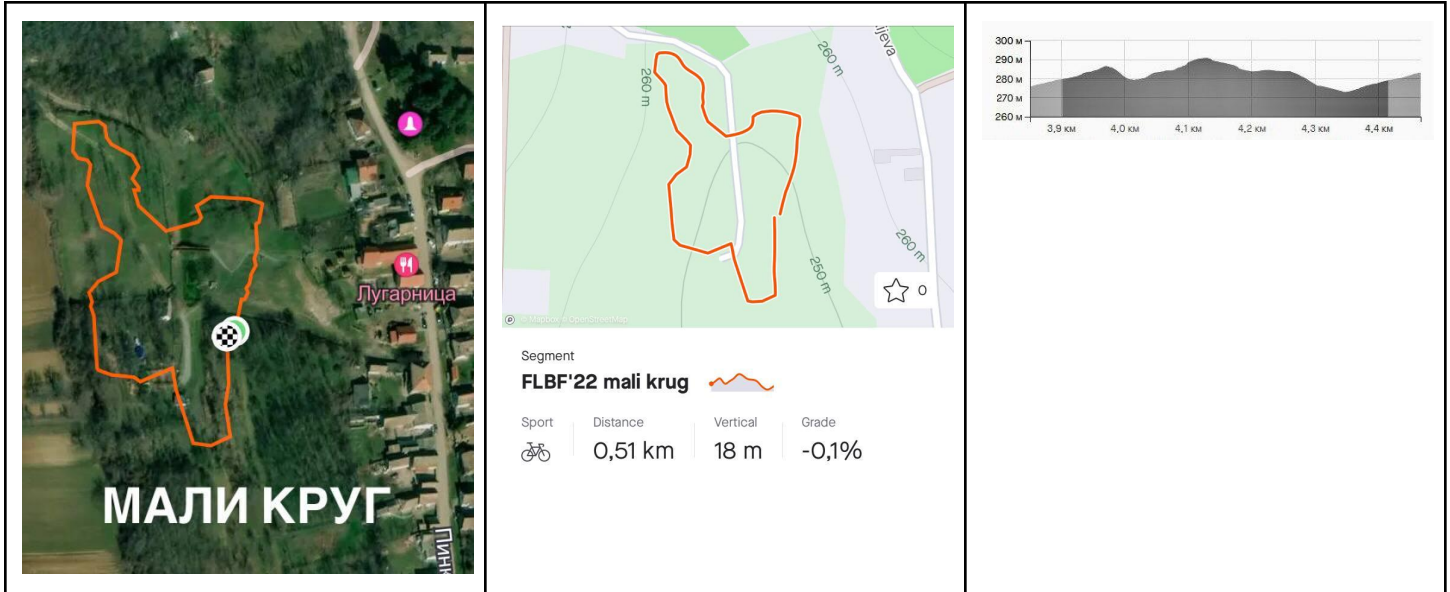 Лугарница
МАЛИ КРУГ
Пинк
260 m
260 m
ijeva
260 m
250 m
0
© Mapbox © OpenStreetMap
Segment
FLBF'22 mali krug
Sport
Distance
Vertical
Grade
0,51 km
18 m
-0,1%
300 м
290 м
280 м
270 м
260 м
3,9 км
4,0 км
4,1 км
4,2 км
4,3 км
4,4 км